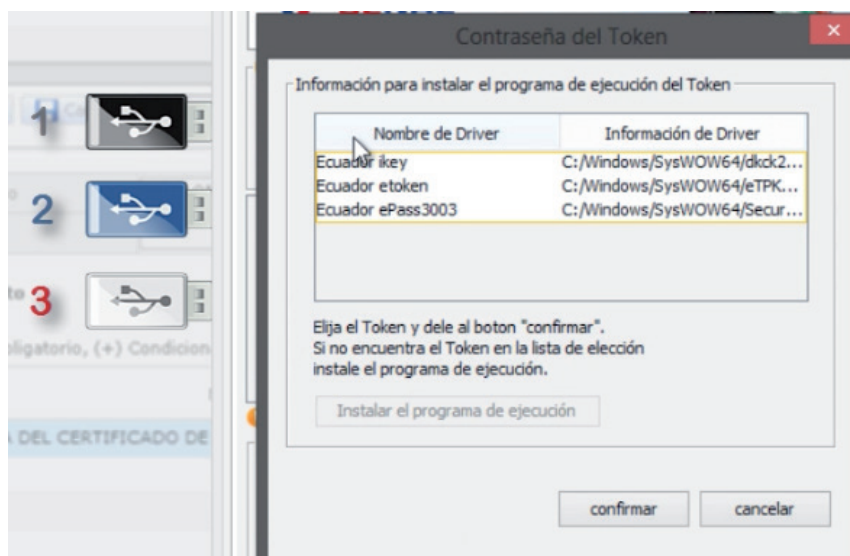 Contraseña del Token
Información para instalar el programa de ejecución del Token
Nombre de Driver Información de Driver
Ecuador ikey C:/Windows/SysWOW64/dkck2...
Ecuador etoken C:/Windows/SysWOW64/eTPK...
Ecuador ePass3003 C:/Windows/SysWOW64/Secur...
Elija el Token y dele al boton "confirmar".
Si no encuentra el Token en la lista de elección
instale el programa de ejecución.
Instalar el programa de ejecución
confirmar cancelar
1
2
3
bligatorio, (+) Condicion
DEL CERTIFICADO DE